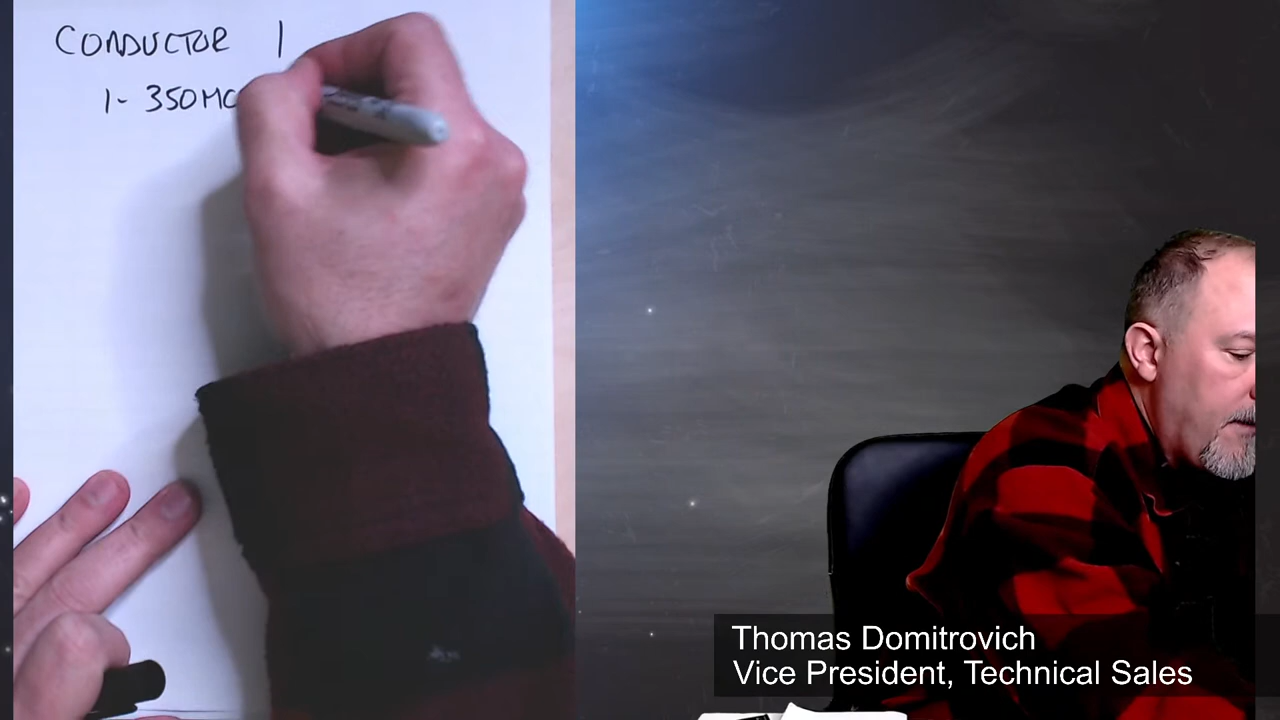 CONDUCTOR 1
1- 350MC
Thomas Domitrovich
Vice President, Technical Sales